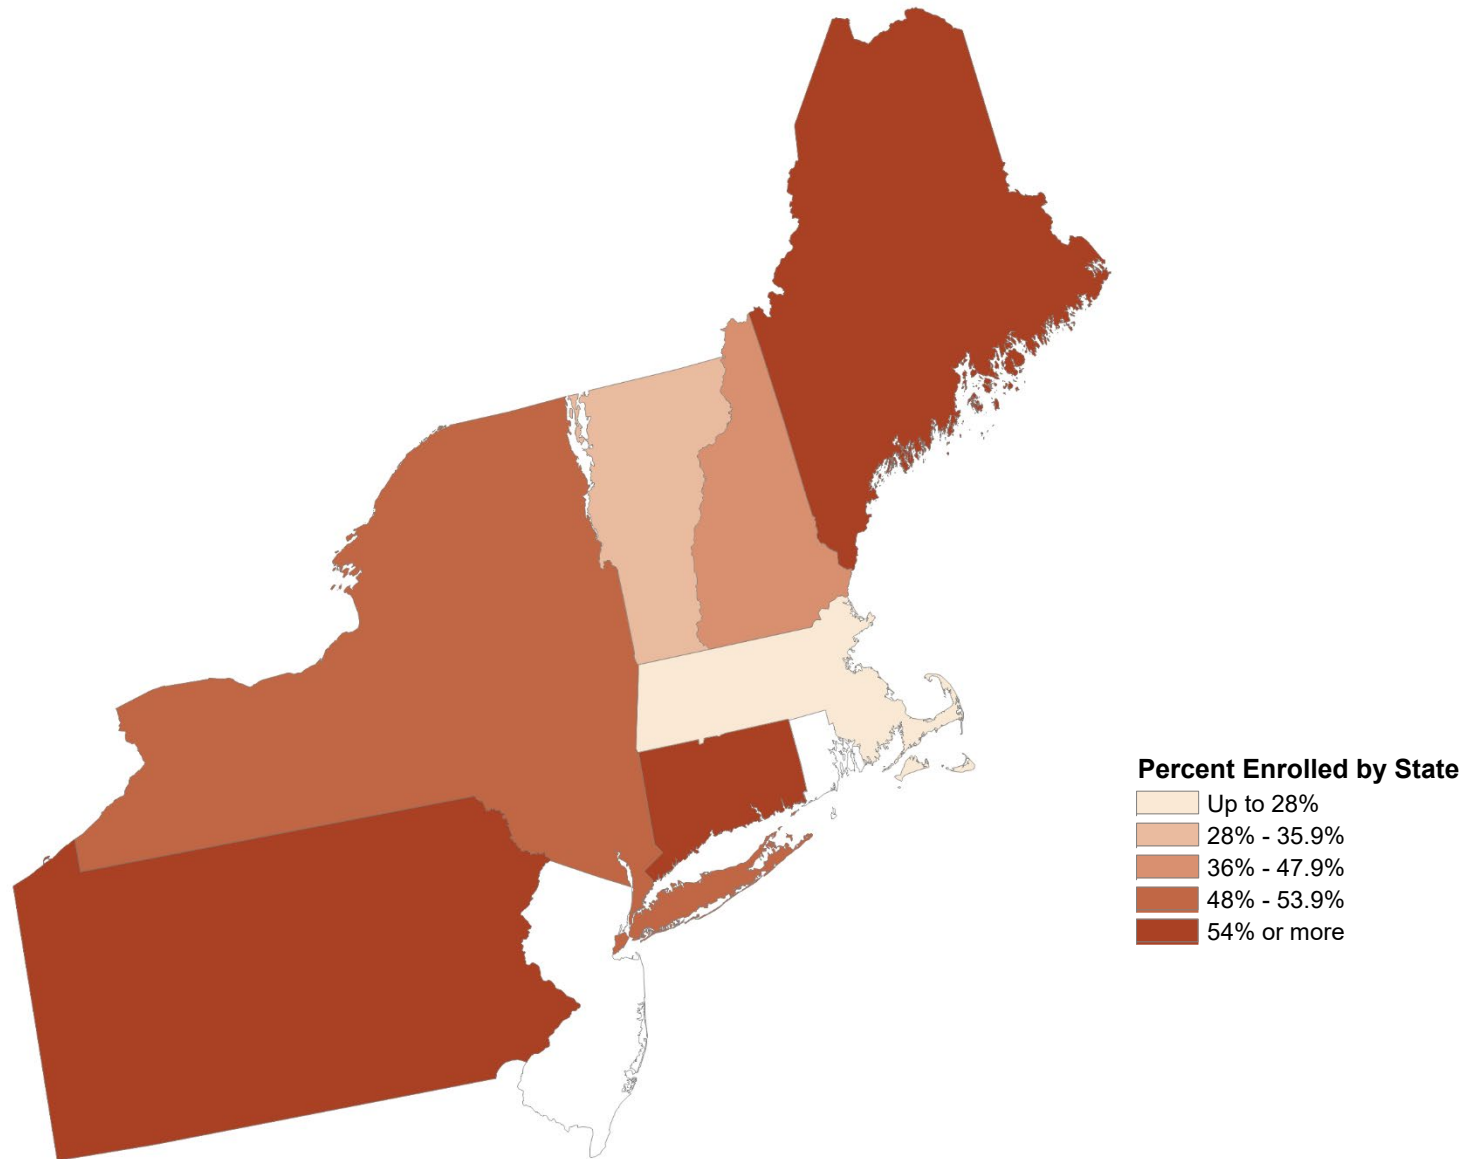 Percent Enrolled by State
Up to 28%
28% - 35.9%
36% - 47.9%
48% - 53.9%
54% or more